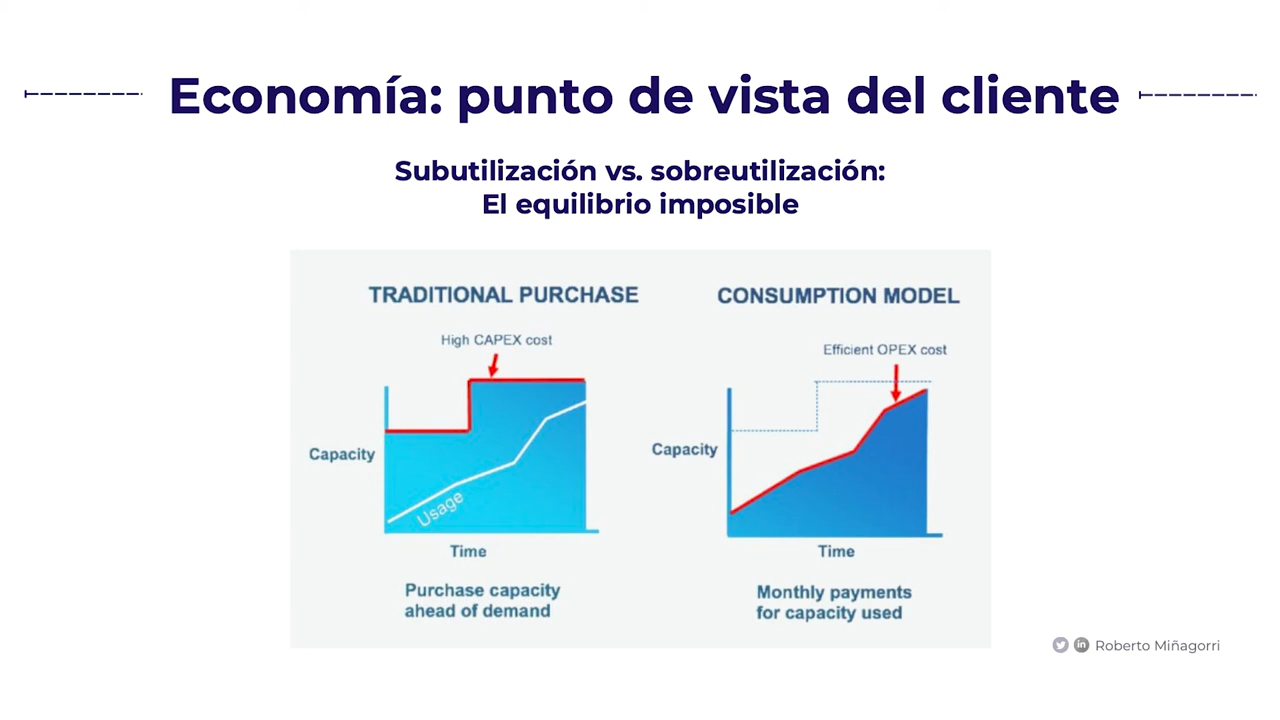 Economía: punto de vista del cliente
Subutilización vs. sobreutilización:
El equilibrio imposible
TRADITIONAL PURCHASE
High CAPEX cost
Capacity
Usage
Time
Purchase capacity
ahead of demand
CONSUMPTION MODEL
Efficient OPEX cost
Capacity
Time
Monthly payments
for capacity used
in Roberto Miñagorri